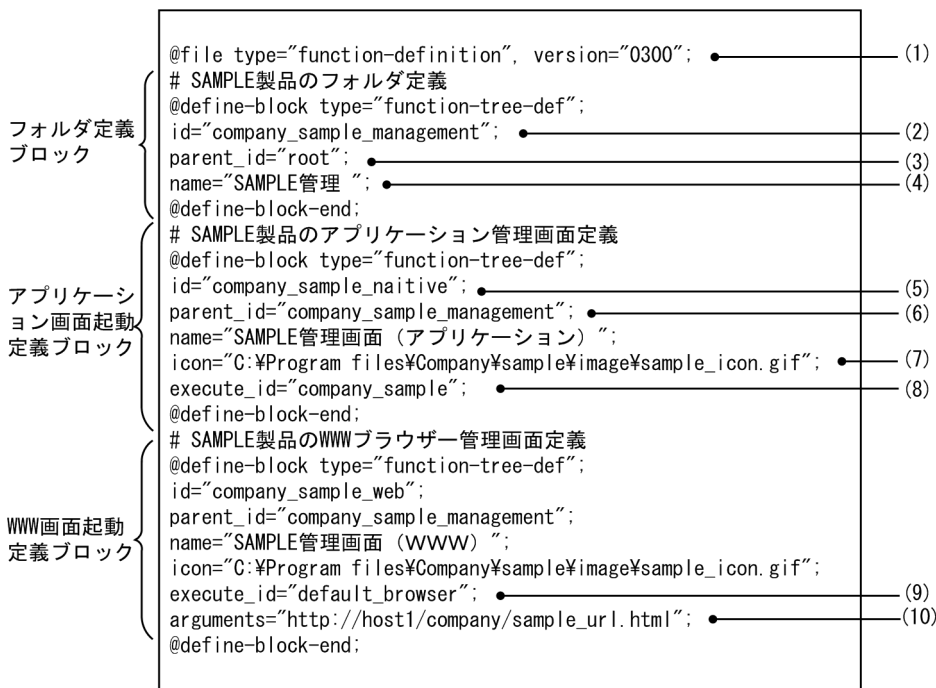 @file type="function-definition", version="0300"; (1)
# SAMPLE製品のフォルダ定義
@define-block type="function-tree-def";
フォルダ定義
ブロック
id="company_sample_management"; (2)
parent_id="root"; (3)
name="SAMPLE管理 "; (4)
@define-block-end;
# SAMPLE製品のアプリケーション管理画面定義
@define-block type="function-tree-def";
アプリケーシ
ョン画面起動
定義ブロック
id="company_sample_naitive"; (5)
parent_id="company_sample_management"; (6)
name="SAMPLE管理画面（アプリケーション）";
icon="C:¥Program files¥Company¥sample¥image¥sample_icon.gif"; (7)
execute_id="company_sample"; (8)
@define-block-end;
# SAMPLE製品のWWWブラウザー管理画面定義
@define-block type="function-tree-def";
WWW画面起動
定義ブロック
id="company_sample_web";
parent_id="company_sample_management";
name="SAMPLE管理画面（ＷＷＷ）";
icon="C:¥Program files¥Company¥sample¥image¥sample_icon.gif";
execute_id="default_browser"; (9)
arguments="http://host1/company/sample_url.html"; (10)
@define-block-end;